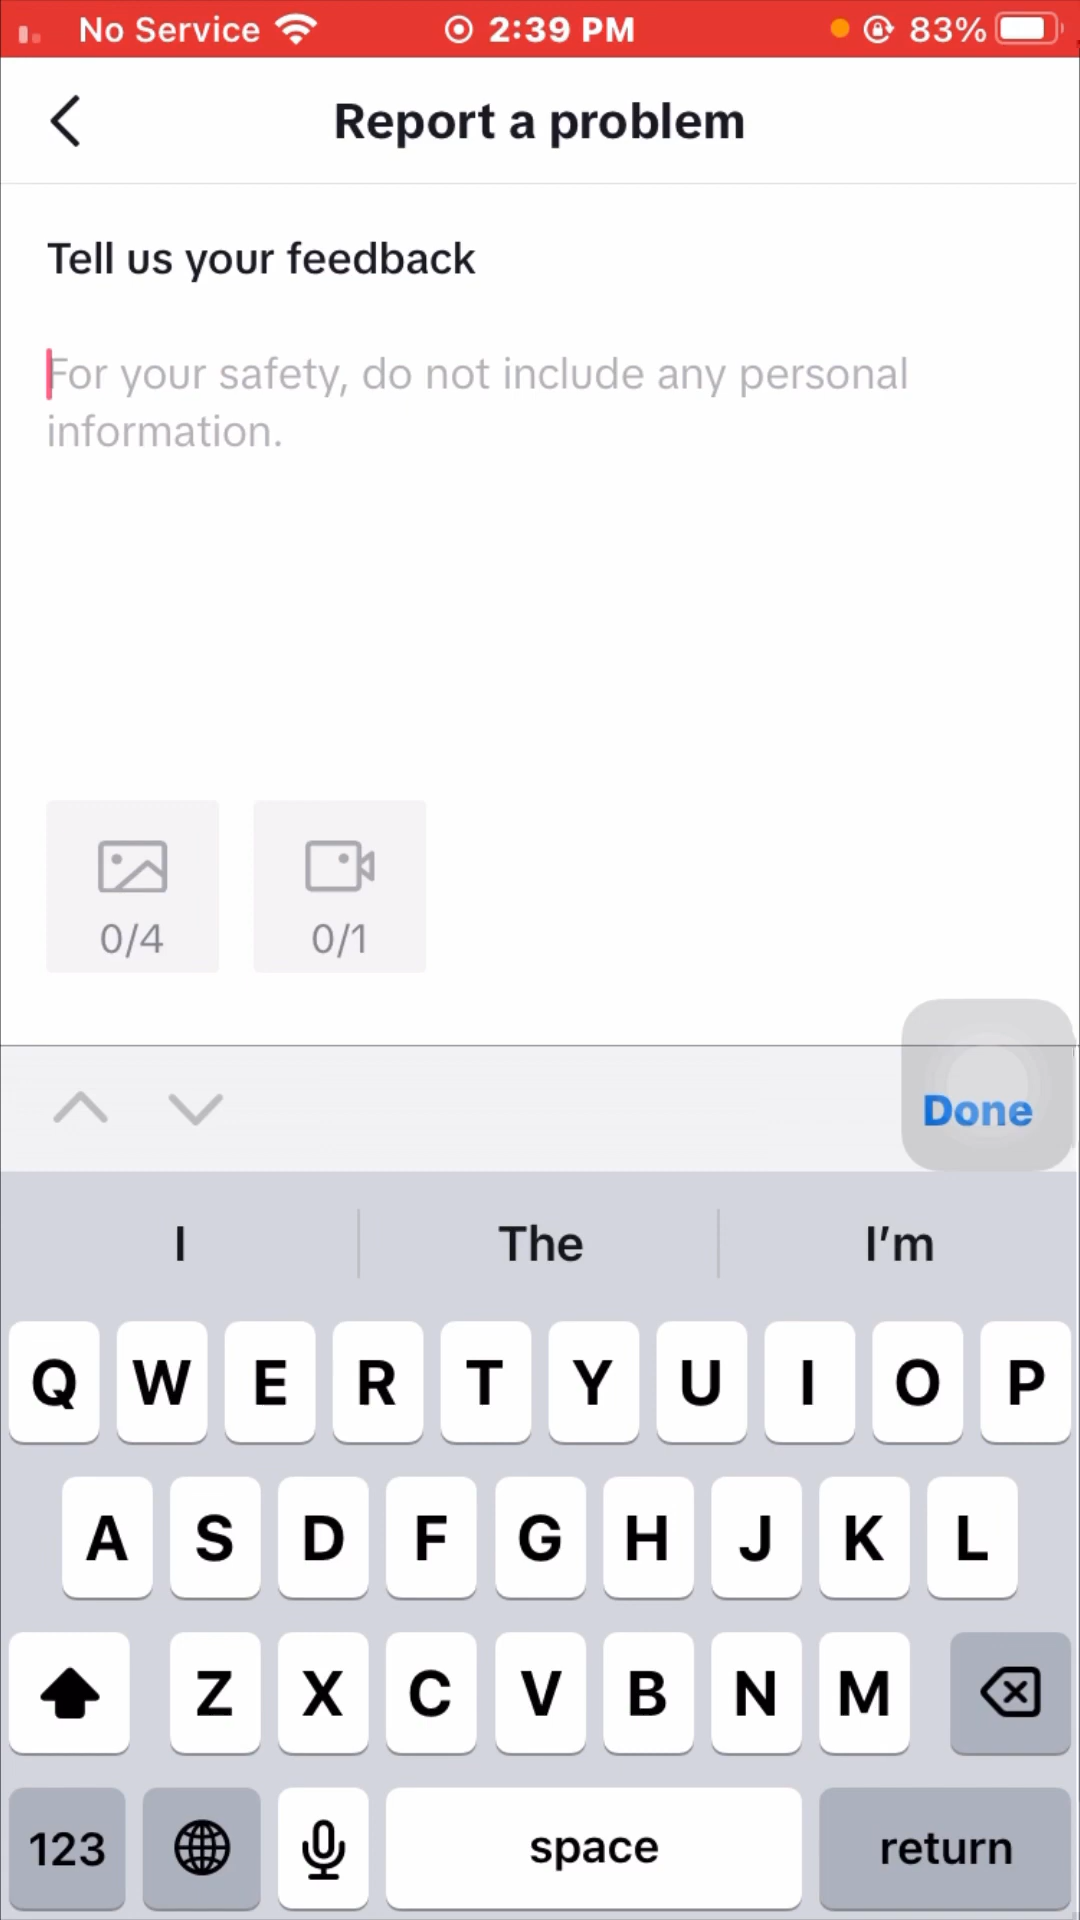 No Service 2:39 PM 83%
Report a problem
Tell us your feedback
For your safety, do not include any personal
information.
0/4 0/1
Done
I The I’m
Q W E R T Y U I O P
A S D F G H J K L
Z X C V B N M
123 space return